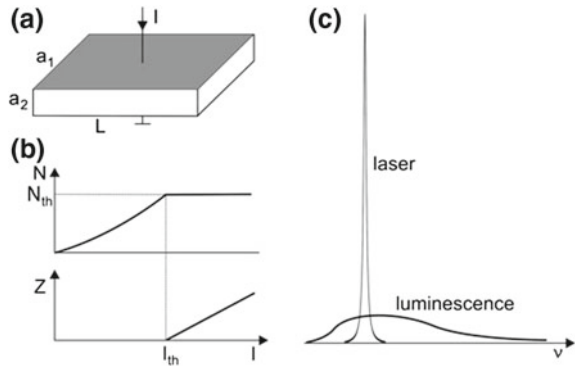 (a)
I
a1
a2
L
(b)
N
Nth
Z
Ith
I
(c)
laser
luminescence
ν